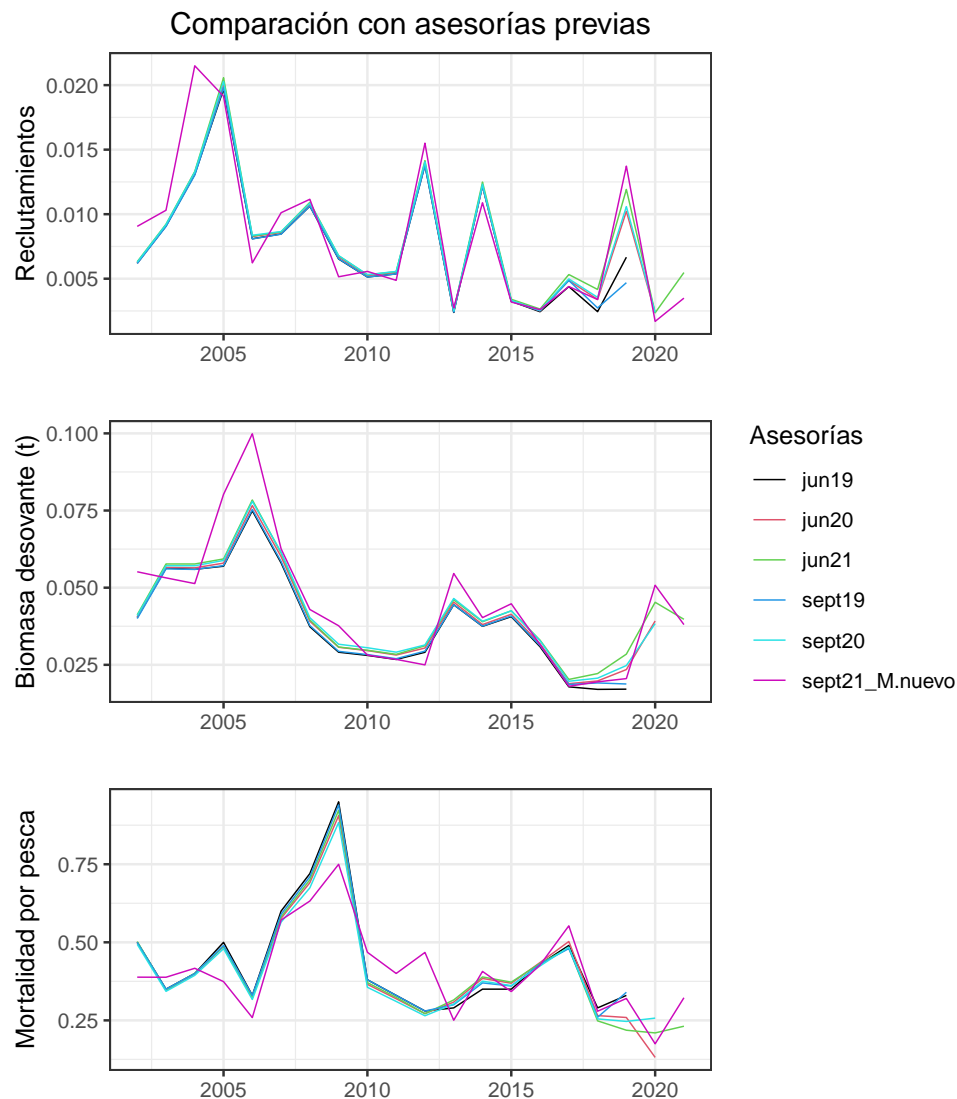 Comparación con asesorías previas
Reclutamientos
0.020
0.015
0.010
0.005
2005 2010 2015 2020
Biomasa desovante (t)
0.100
0.075
0.050
0.025
2005 2010 2015 2020
Asesorías
jun19
jun20
jun21
sept19
sept20
sept21_M.nuevo
Mortalidad por pesca
0.75
0.50
0.25
2005 2010 2015 2020